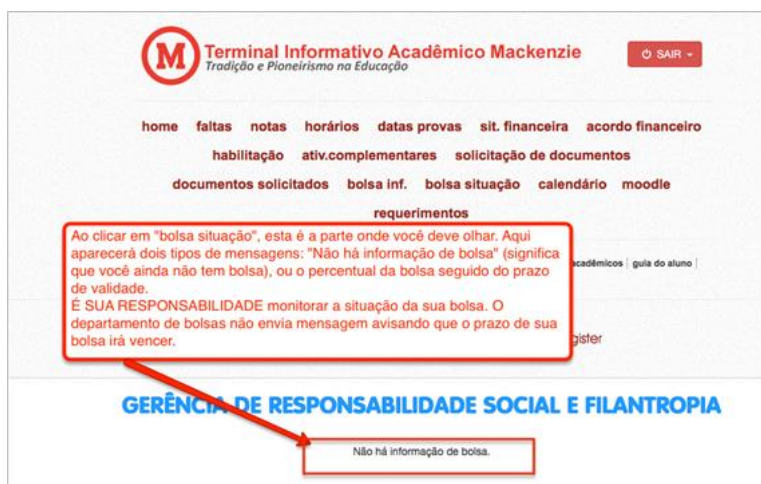 M
Terminal Informativo Acadêmico Mackenzie
Tradição e Pioneirismo na Educação
SAIR
home faltas notas horários datas provas sit. financeira acordo financeiro
habilitação ativ.complementares solicitação de documentos
documentos solicitados bolsa inf. bolsa situação calendário moodle
requerimentos
Ao clicar em "bolsa situação", esta é a parte onde você deve olhar. Aqui
aparecerá dois tipos de mensagens: "Não há informação de bolsa" (significa
que você ainda não tem bolsa), ou o percentual da bolsa seguido do prazo
de validade.
É SUA RESPONSABILIDADE monitorar a situação da sua bolsa. O
departamento de bolsas não envia mensagem avisando que o prazo de sua
bolsa irá vencer.
acadêmicos guia do aluno
gister
GERÊNCIA DE RESPONSABILIDADE SOCIAL E FILANTROPIA
Não há informação de bolsa.